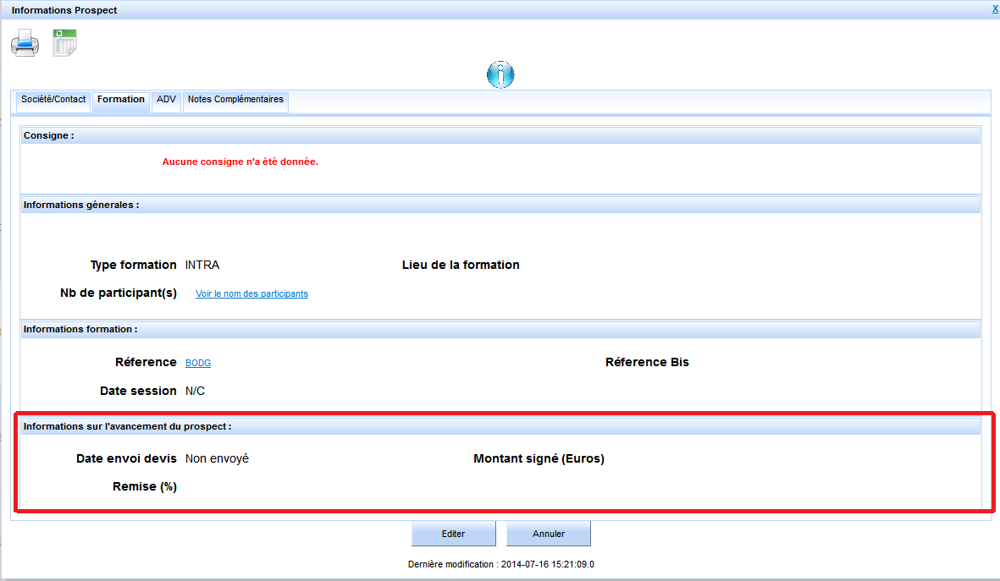 Informations Prospect X
Société/Contact Formation ADV Notes Complémentaires
Consigne :
Aucune consigne n'a été donnée.
Informations génerales :
Type formation INTRA Lieu de la formation
Nb de participant(s) Voir le nom des participants
Informations formation :
Réference BODG Réference Bis
Date session N/C
Informations sur l'avancement du prospect :
Date envoi devis Non envoyé Montant signé (Euros)
Remise (%)
Editer Annuler
Dernière modification : 2014-07-16 15:21:09.0